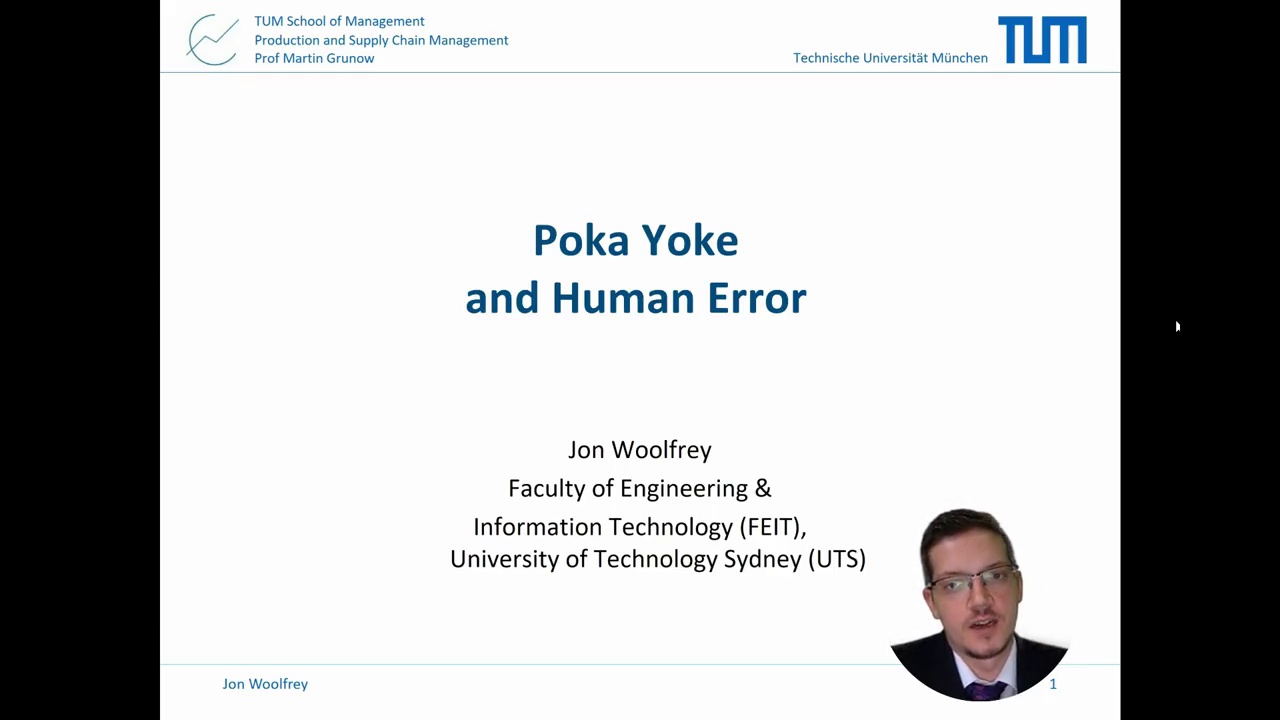 TUM School of Management
Production and Supply Chain Management
Prof Martin Grunow
Technische Universität München
TUM
Poka Yoke
and Human Error
Jon Woolfrey
Faculty of Engineering &
Information Technology (FEIT),
University of Technology Sydney (UTS)
Jon Woolfrey
1